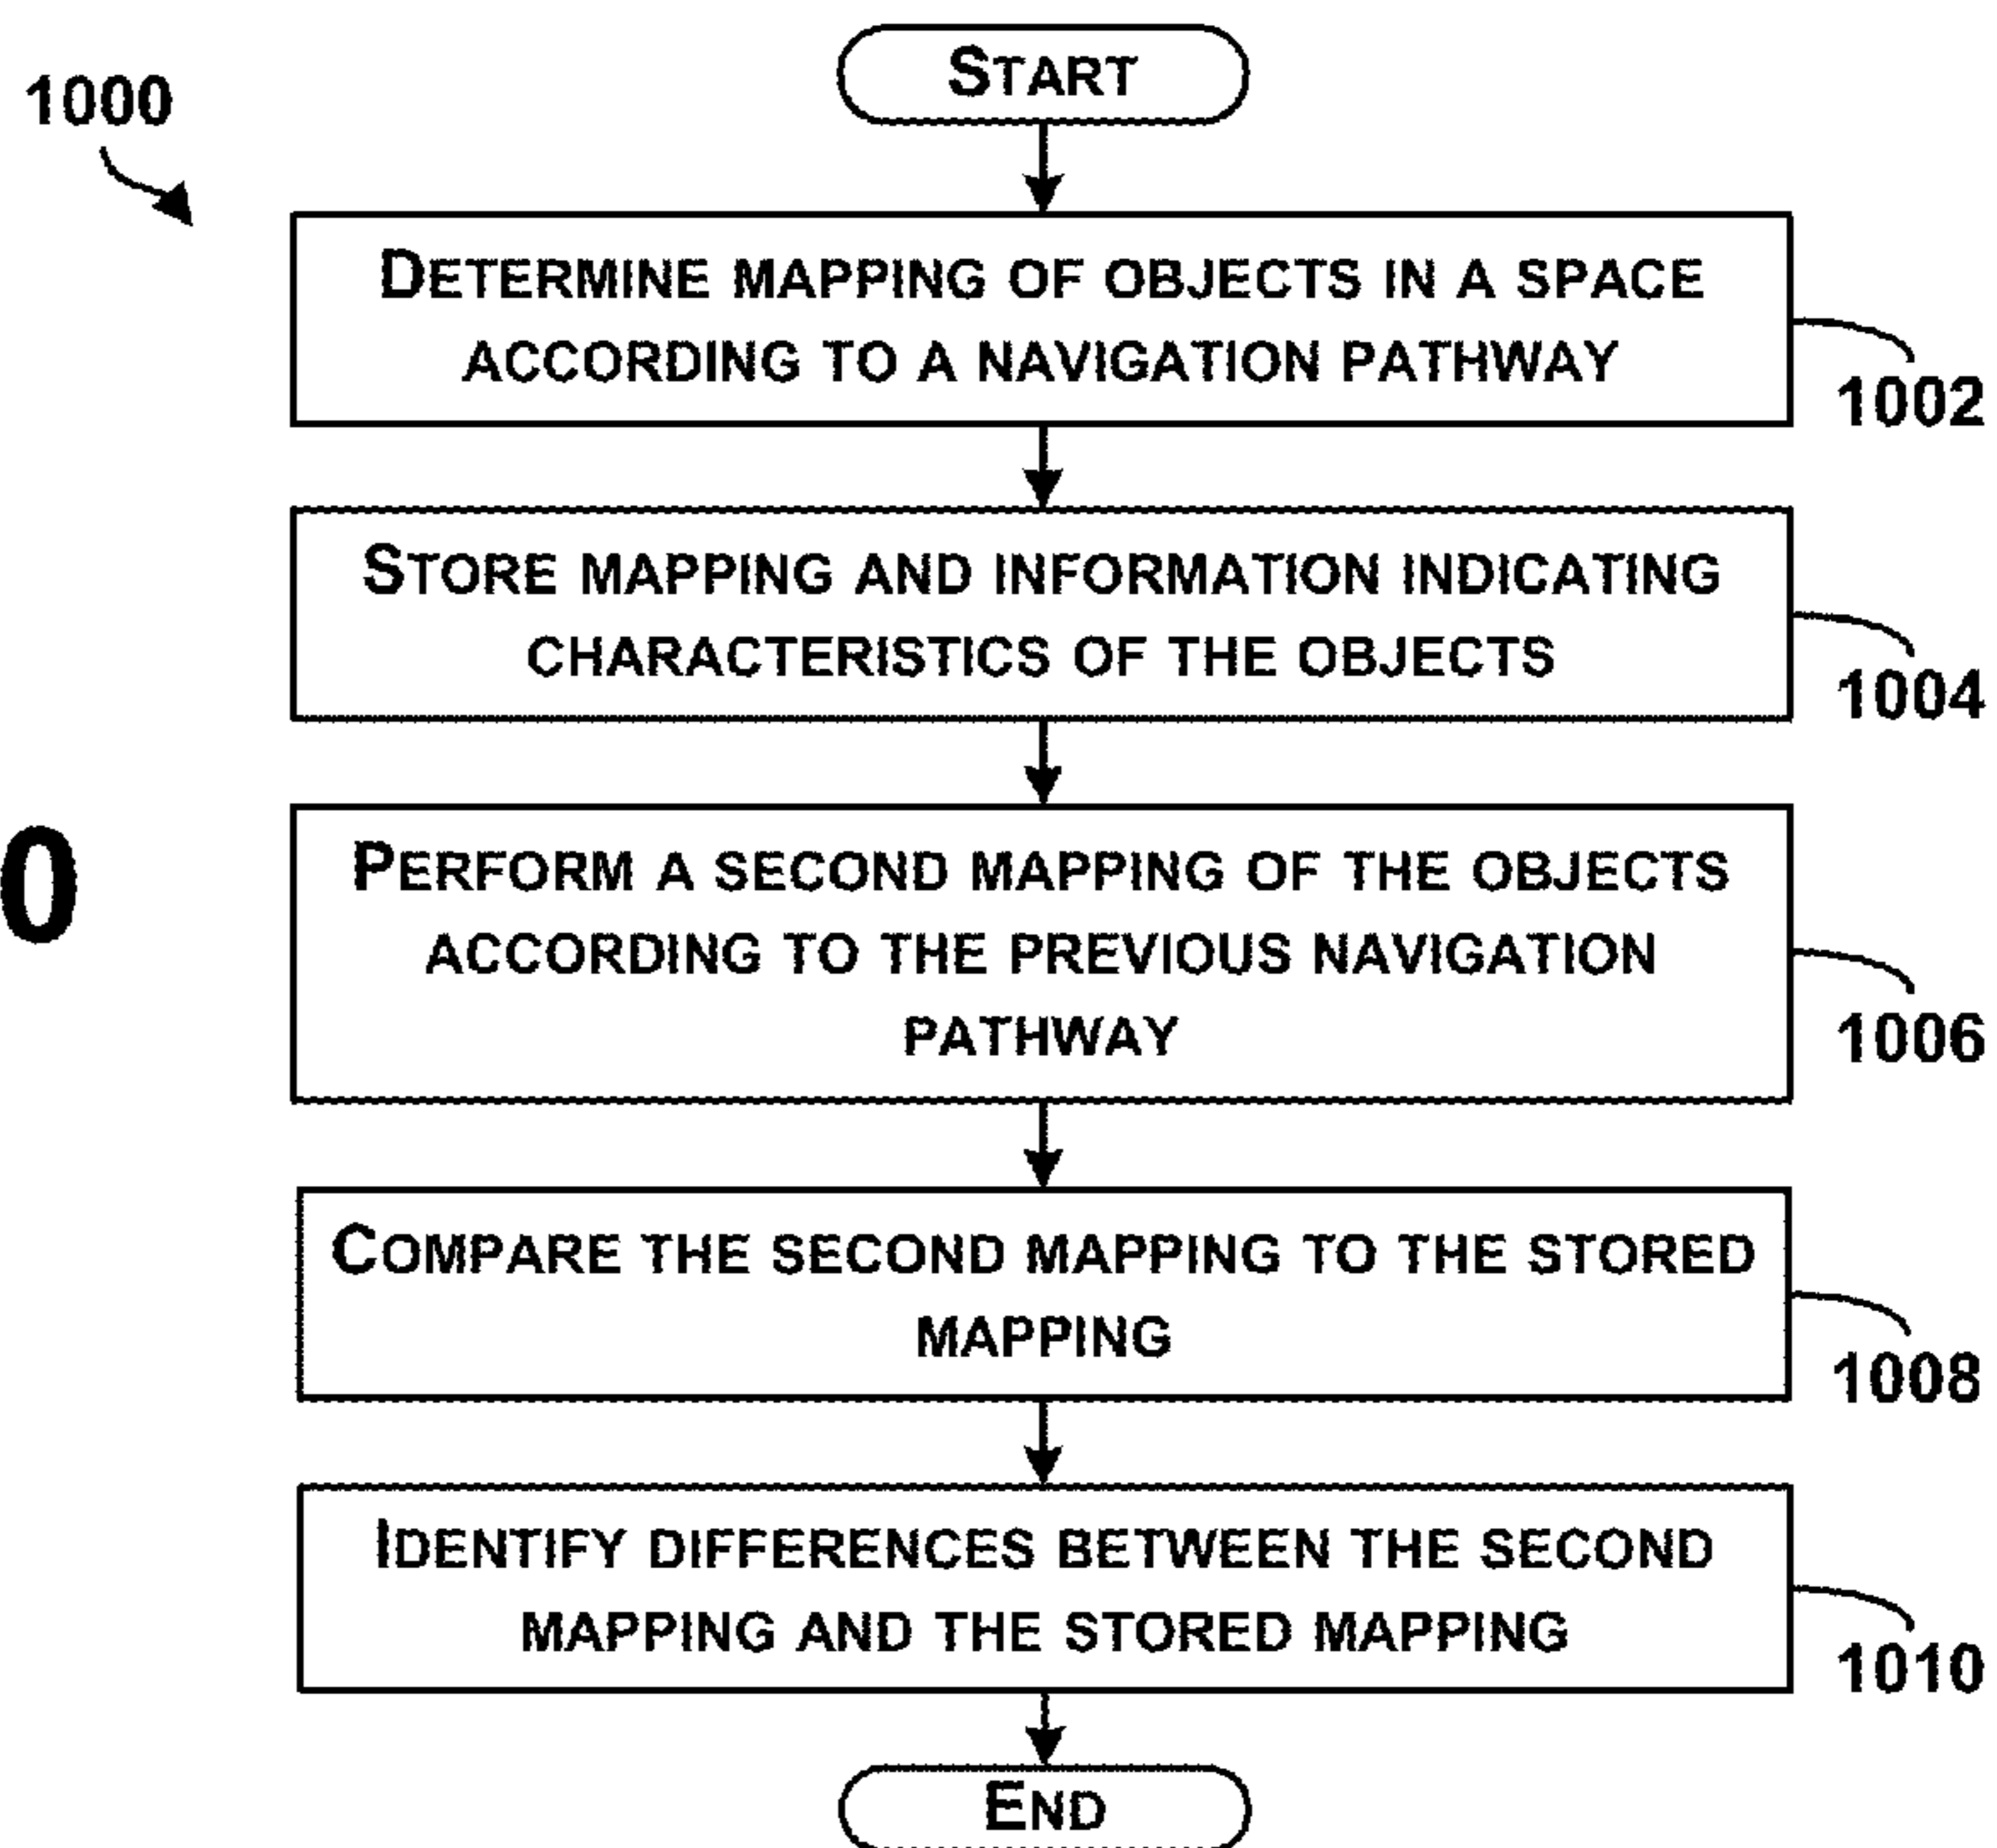 START
1000
DETERMINE MAPPING OF OBJECTS IN A SPACE
ACCORDING TO A NAVIGATION PATHWAY
1002
STORE MAPPING AND INFORMATION INDICATING
CHARACTERISTICS OF THE OBJECTS
1004
0
PERFORM A SECOND MAPPING OF THE OBJECTS
ACCORDING TO THE PREVIOUS NAVIGATION
PATHWAY
1006
COMPARE THE SECOND MAPPING TO THE STORED
MAPPING
1008
IDENTIFY DIFFERENCES BETWEEN THE SECOND
MAPPING AND THE STORED MAPPING
1010
END